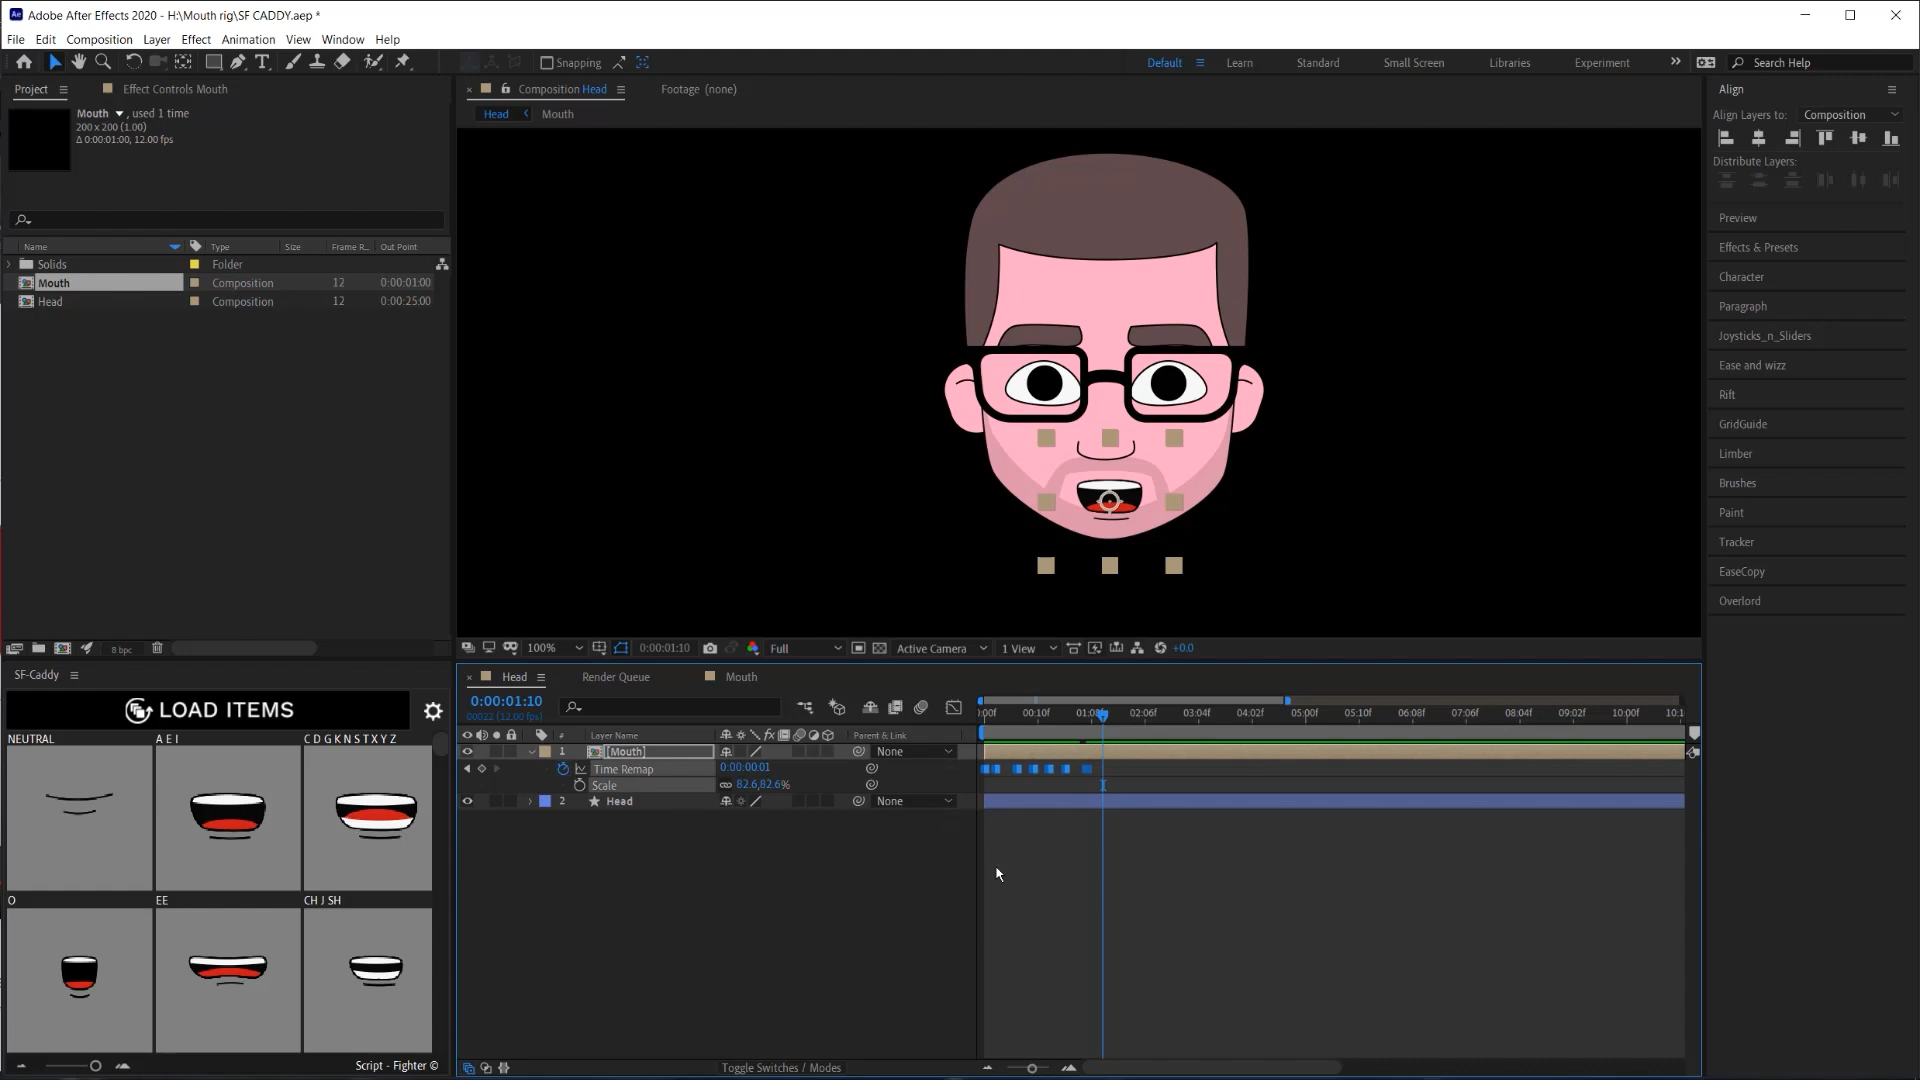 Adobe After Effects 2020 - H:\Mouth rig\SF CADDY.aep *
File Edit Composition Layer Effect Animation View Window Help
Snapping
Default Learn Standard Small Screen Libraries Experiment
Search Help
Project
Effect Controls Mouth
Mouth , used 1 time
200 x 200 (1.00)
Δ 0:00:01:00, 12.00 fps
Name Type Size Frame R... Out Point
Solids Folder
Mouth Composition 12 0:00:01:00
Head Composition 12 0:00:25:00
8 bpc
Composition Head
Footage (none)
Head Mouth
100% 0:00:01:10 Full Active Camera 1 View +0.0
Align
Align Layers to: Composition
Distribute Layers:
Preview
Effects & Presets
Character
Paragraph
Joysticks_n_Sliders
Ease and wizz
Rift
GridGuide
Limber
Brushes
Paint
Tracker
EaseCopy
Overlord
SF-Caddy
LOAD ITEMS
NEUTRAL A E I C D G K N S T X Y Z
O EE CH J SH
Script - Fighter ©
Head Render Queue Mouth
0:00:01:10
00022 (12.00 fps)
# Layer Name Parent & Link
1 [Mouth] None
Time Remap 0:00:00:01
Scale 82.6,82.6%
2 Head None
):00f 00:10f 01:08f 02:06f 03:04f 04:02f 05:00f 05:10f 06:08f 07:06f 08:04f 09:02f 10:00f 10:1
Toggle Switches / Modes